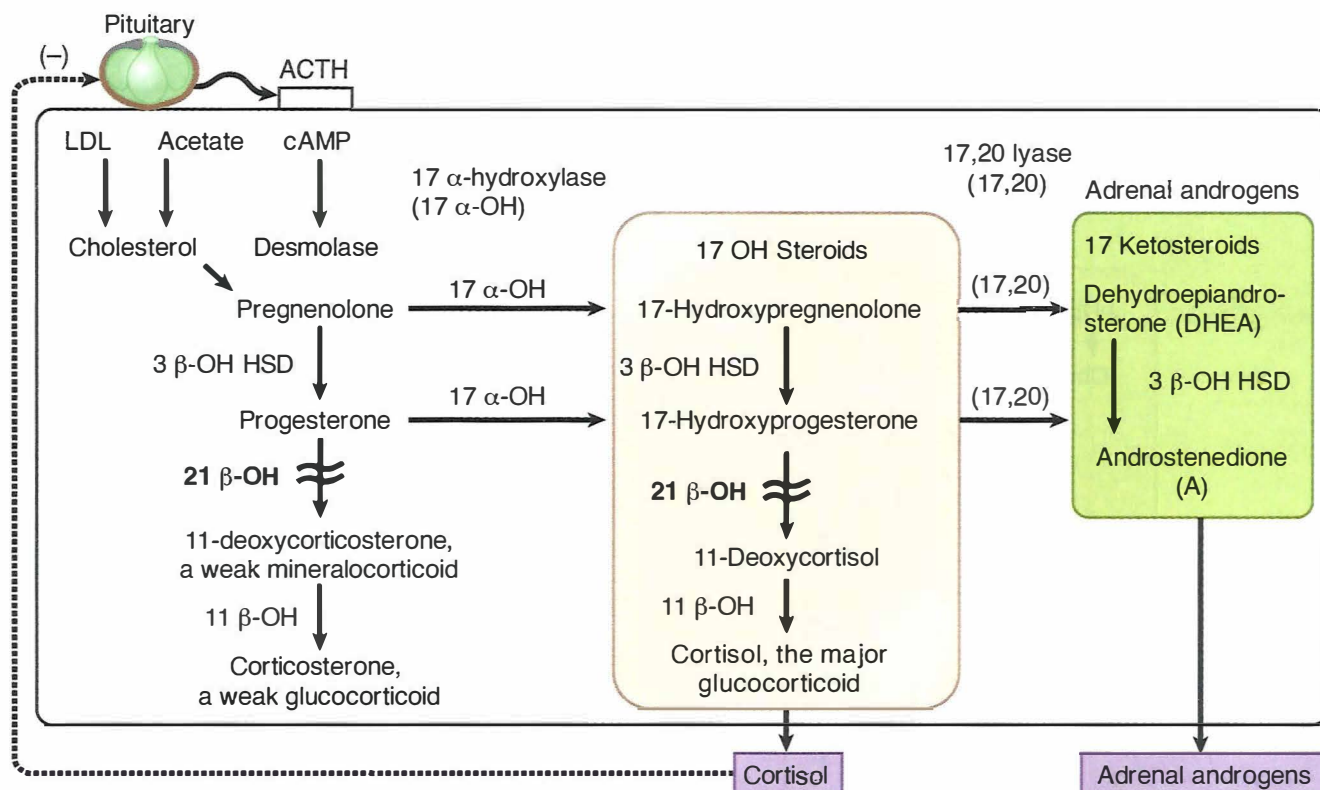 Pituitary
(–)
ACTH
LDL
Acetate
cAMP
17 α-hydroxylase
(17 α-OH)
17,20 lyase
(17,20)
Adrenal androgens
Cholesterol
Desmolase
17 OH Steroids
17 Ketosteroids
Pregnenolone
17 α-OH
17-Hydroxypregnenolone
(17,20)
Dehydroepiandro-
sterone (DHEA)
3 β-OH HSD
3 β-OH HSD
3 β-OH HSD
Progesterone
17 α-OH
17-Hydroxyprogesterone
(17,20)
Androstenedione
(A)
21 β-OH
21 β-OH
11-deoxycorticosterone,
a weak mineralocorticoid
11-Deoxycortisol
11 β-OH
11 β-OH
Corticosterone,
a weak glucocorticoid
Cortisol, the major
glucocorticoid
Cortisol
Adrenal androgens